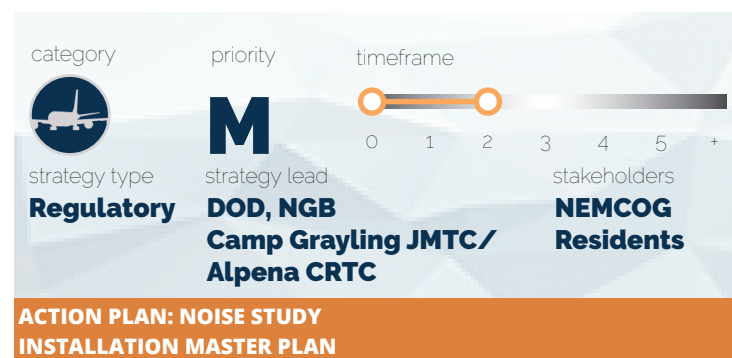 category priority timeframe
M
0 1 2 3 4 5 +
strategy type strategy lead stakeholders
Regulatory DOD, NGB NEMCOG
Camp Grayling JMTC/ Residents
Alpena CRTC
ACTION PLAN: NOISE STUDY
INSTALLATION MASTER PLAN